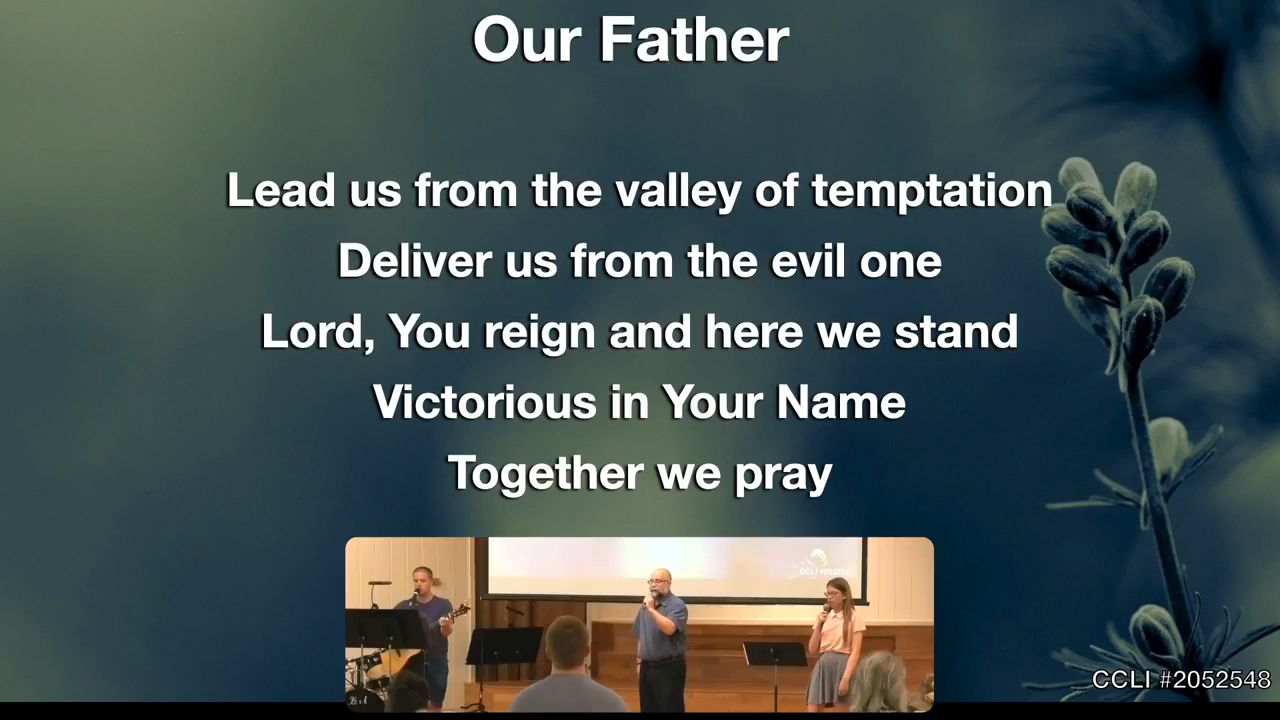 Our Father
Lead us from the valley of temptation
Deliver us from the evil one
Lord, You reign and here we stand
Victorious in Your Name
Together we pray
CCLI #2052548